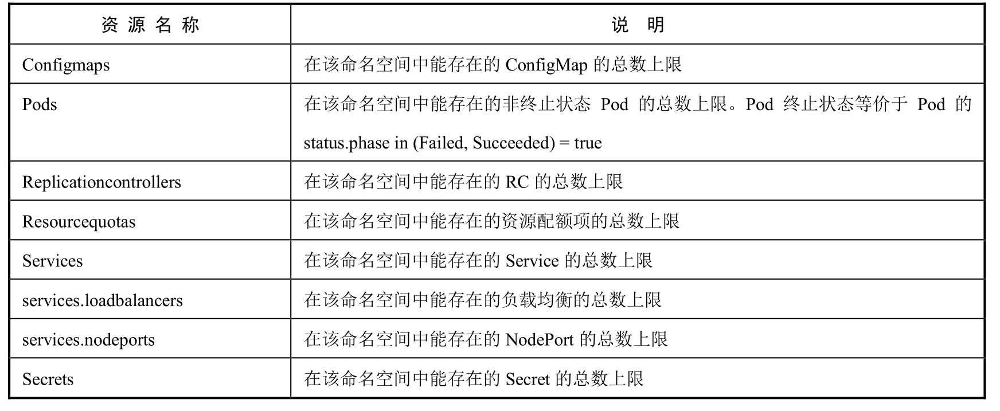 资源名称 说明
Configmaps 在该命名空间中能存在的 ConfigMap 的总数上限
Pods 在该命名空间中能存在的非终止状态 Pod 的总数上限。Pod 终止状态等价于 Pod 的
status.phase in (Failed, Succeeded) = true
Replicationcontrollers 在该命名空间中能存在的 RC 的总数上限
Resourcequotas 在该命名空间中能存在的资源配额项的总数上限
Services 在该命名空间中能存在的 Service 的总数上限
services.loadbalancers 在该命名空间中能存在的负载均衡的总数上限
services.nodeports 在该命名空间中能存在的 NodePort 的总数上限
Secrets 在该命名空间中能存在的 Secret 的总数上限